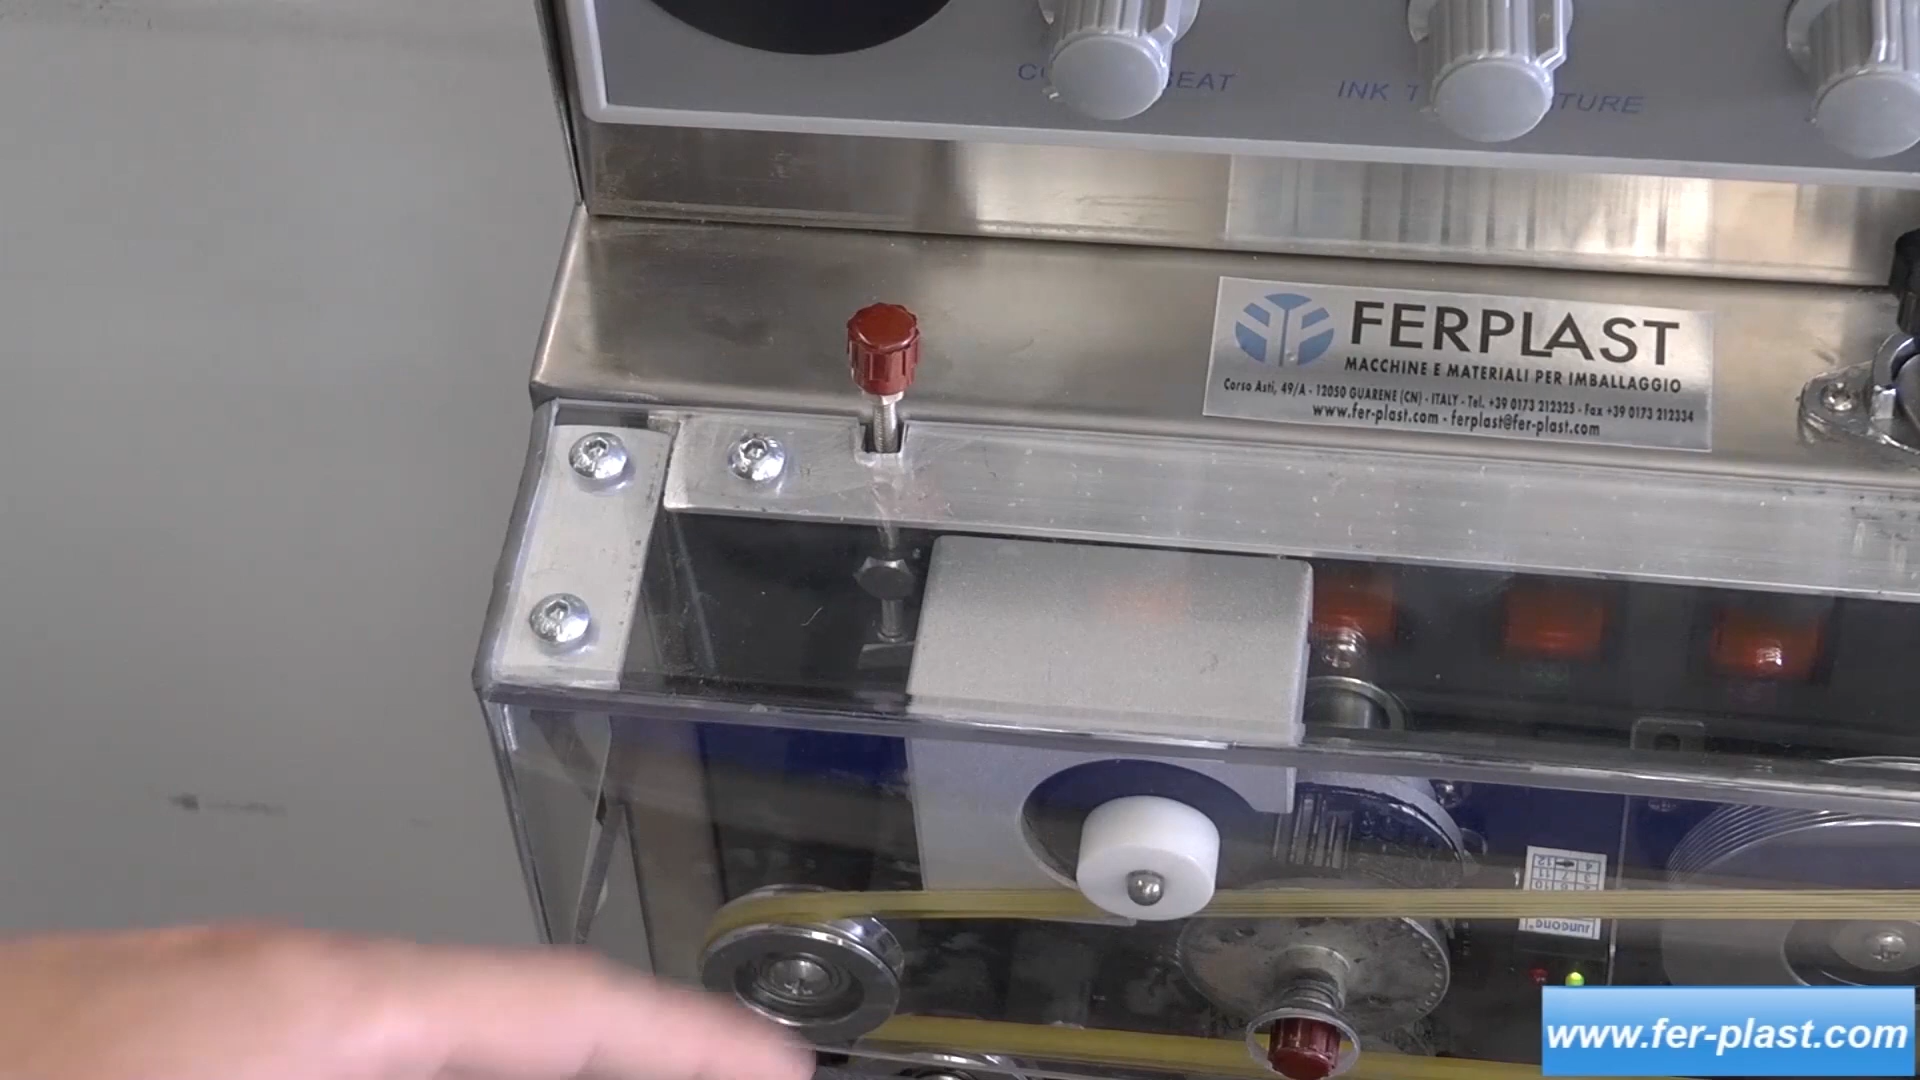 INK
FERPLAST
MACCHINE E MATERIALI PER IMBALLAGGIO
Corso Asti, 49/A - 12050 GUARENE (CN) - ITALY - Tel. +39 0173 212325 - Fax +39 0173 212334
www.fer-plast.com - ferplast@fer-plast.com
www.fer-plast.com